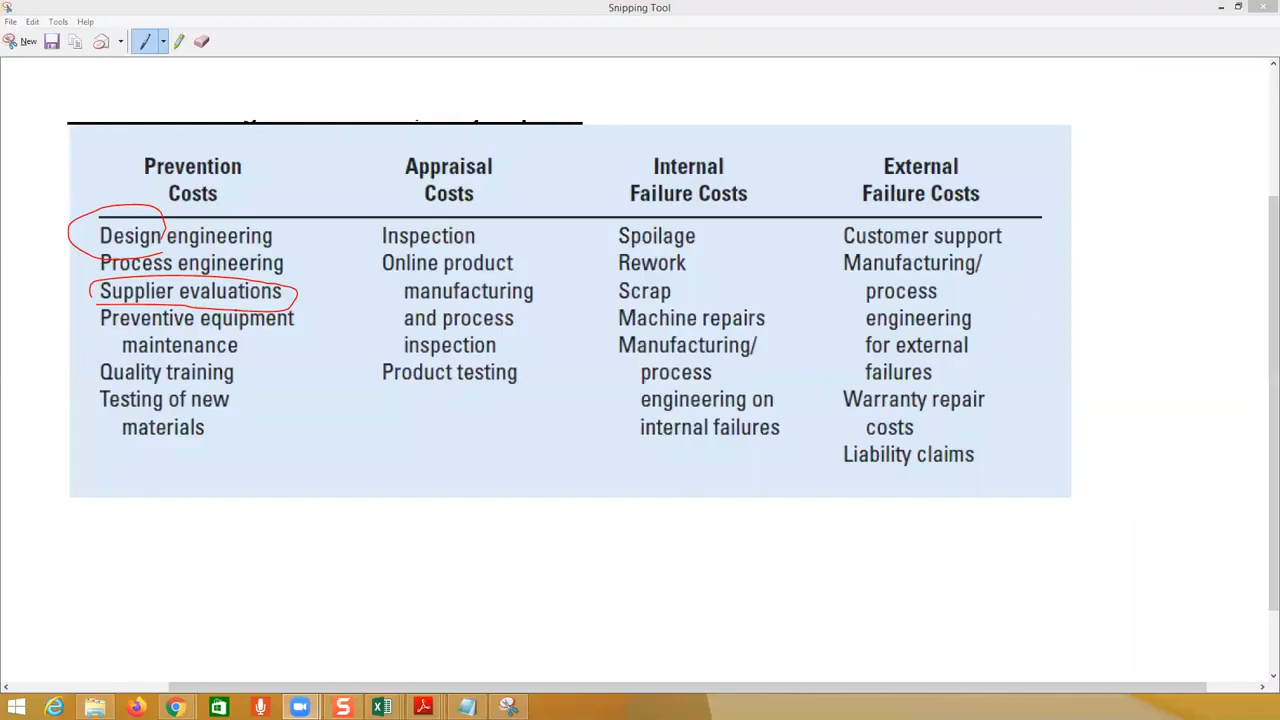 Snipping Tool
File Edit Tools Help
New
Prevention Costs
Design engineering
Process engineering
Supplier evaluations
Preventive equipment
maintenance
Quality training
Testing of new
materials
Appraisal Costs
Inspection
Online product
manufacturing
and process
inspection
Product testing
Internal
Failure Costs
Spoilage
Rework
Scrap
Machine repairs
Manufacturing/
process
engineering on
internal failures
External
Failure Costs
Customer support
Manufacturing/
process
engineering
for external
failures
Warranty repair
costs
Liability claims